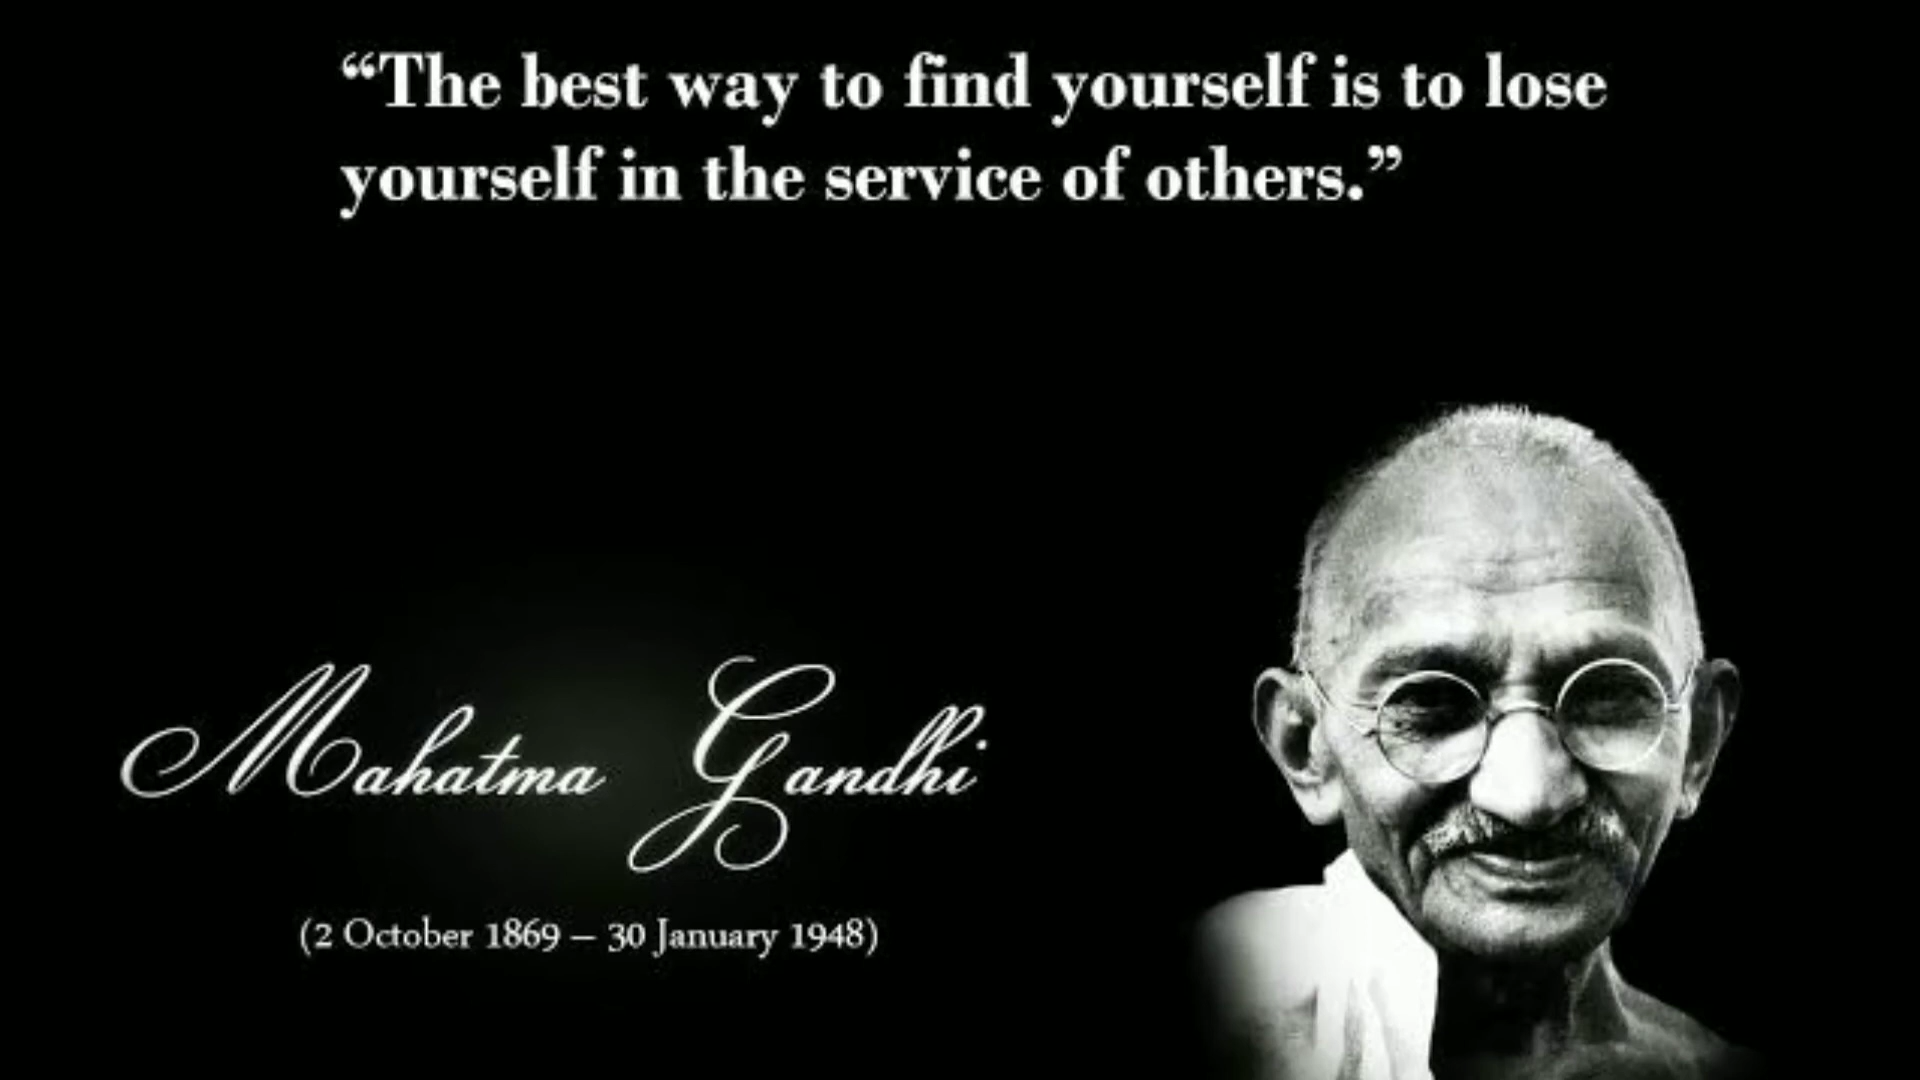 “The best way to find yourself is to lose
yourself in the service of others.”
Mahatma Gandhi
(2 October 1869 – 30 January 1948)